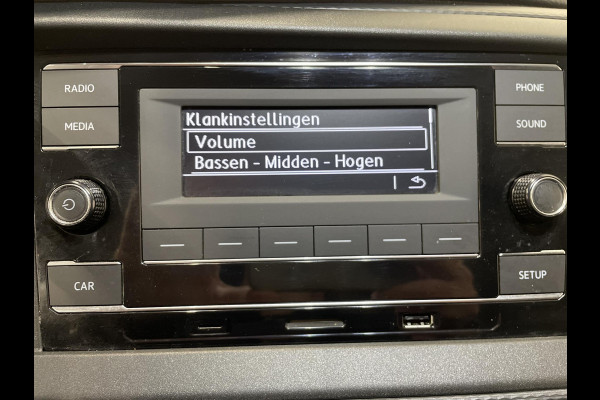 RADIO
MEDIA
CAR
Klankinstellingen
Volume
Bassen - Midden - Hogen
PHONE
SOUND
SETUP